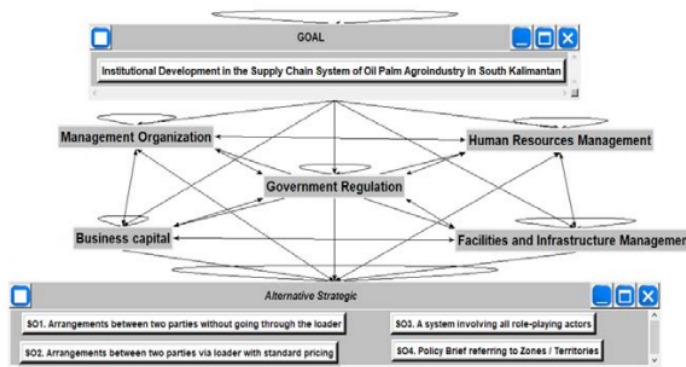 GOAL
Institutional Development in the Supply Chain System of Oil Palm Agroindustry in South Kalimantan
Management Organization
Human Resources Management
Government Regulation
Business capital
Facilities and Infrastructure Management
Alternative Strategic
SO1. Arrangements between two parties without going through the loader
SO3. A system involving all role-playing actors
SO2. Arrangements between two parties via loader with standard pricing
SO4. Policy Brief referring to Zones / Territories